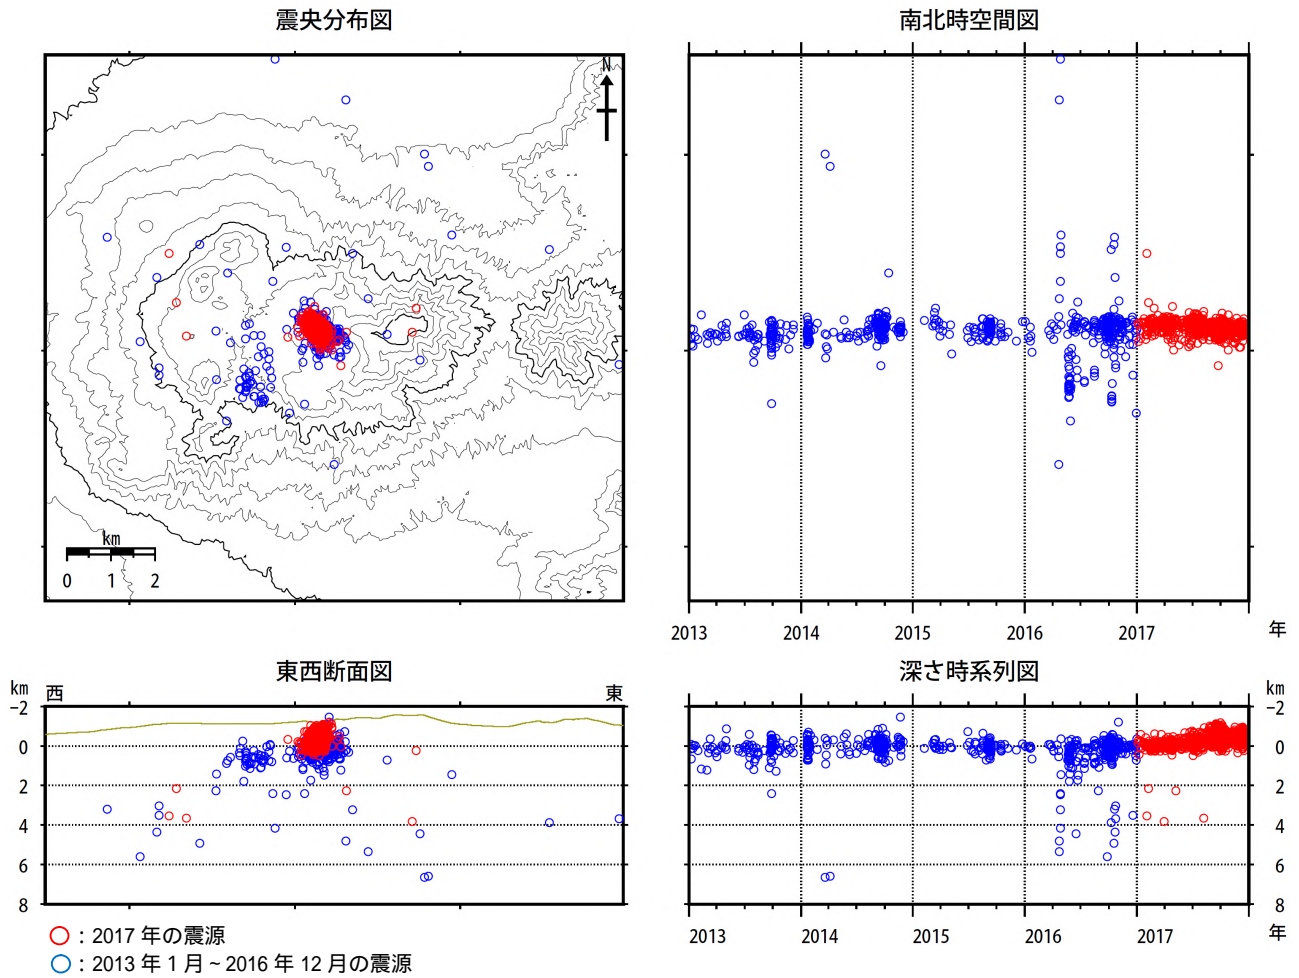 震央分布図
N
km
0 1 2
南北時空間図
2013 2014 2015 2016 2017 年
東西断面図
km 西 東
-2
0
2
4
6
8
深さ時系列図
km
-2
0
2
4
6
8
2013 2014 2015 2016 2017 年
○：2017 年の震源
○：2013 年 1 月～2016 年 12 月の震源